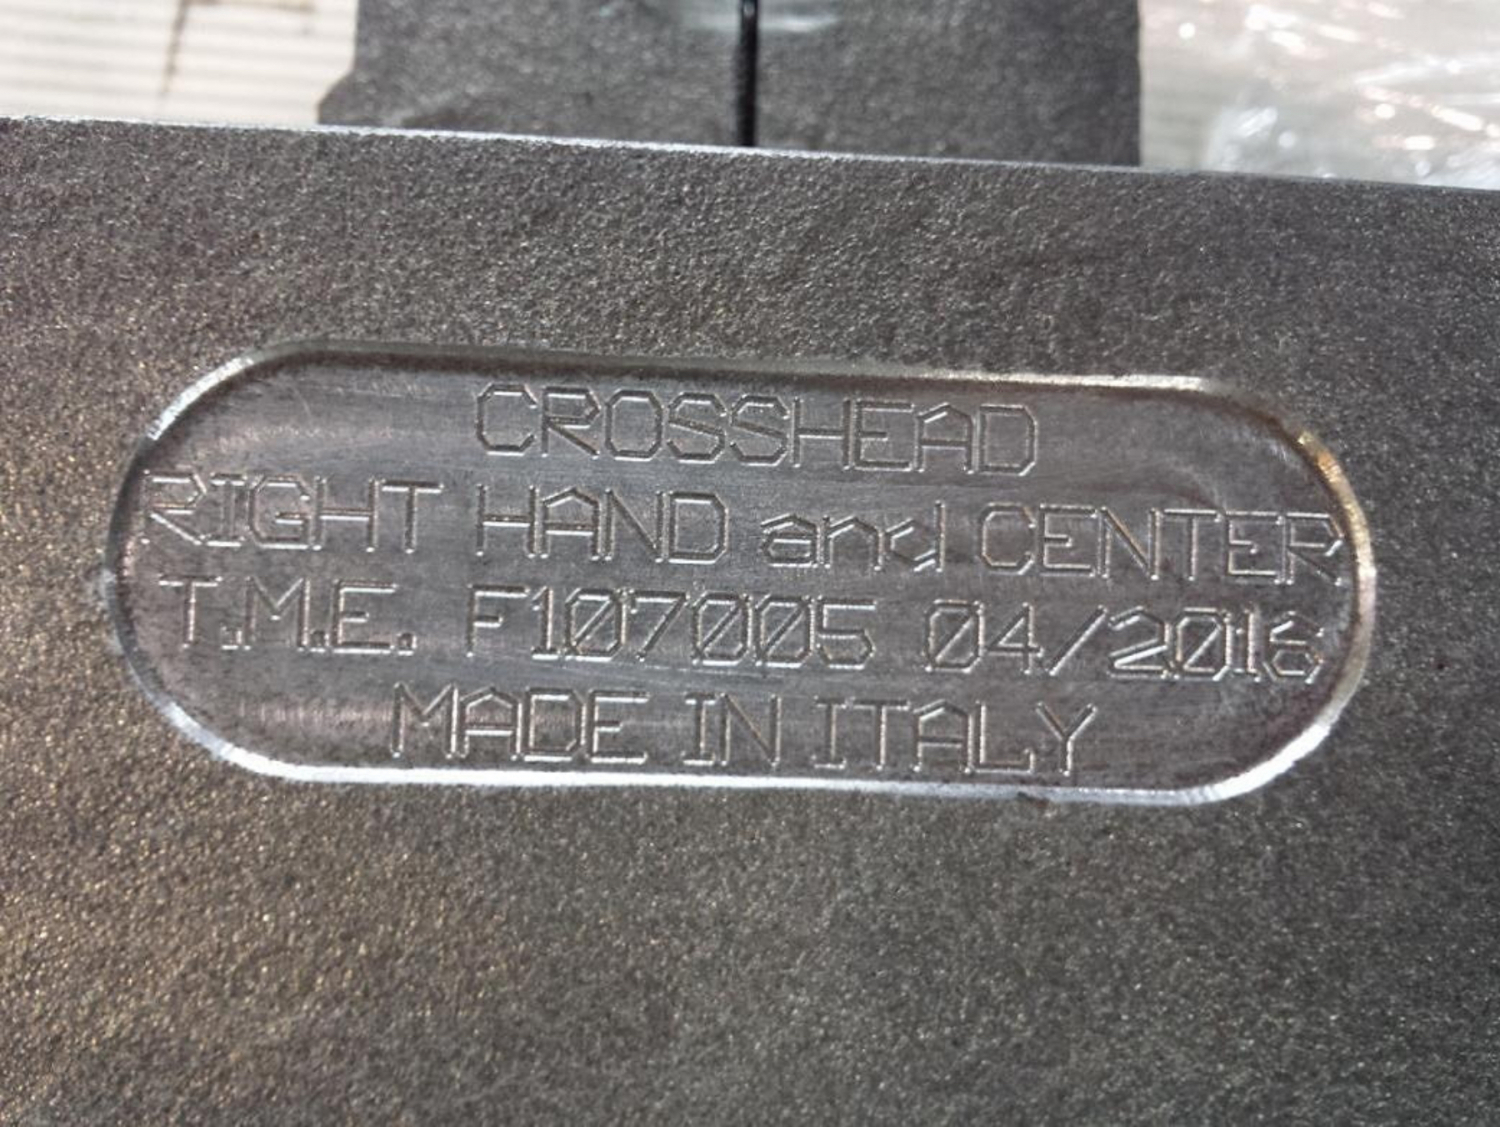 CROSSHEAD
RIGHT HAND and CENTER
T.M.E. F107005 04/2016
MADE IN ITALY